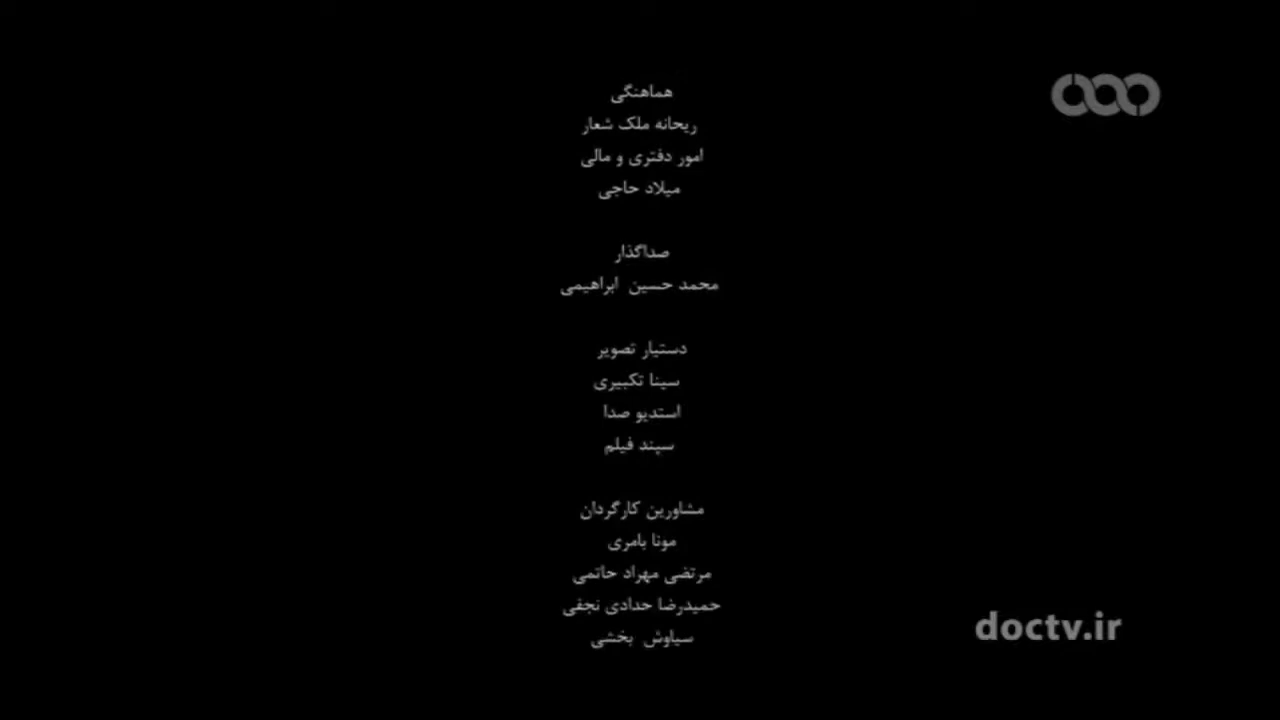 هماهنگی
ریحانه ملک شعار
امور دفتری و مالی
میلاد حاجی
صداگذار
محمد حسین ابراهیمی
دستیار تصویر
سینا تکبیری
استدیو صدا
سپند فیلم
مشاورین کارگردان
مونا بامری
مرتضی مهراد حاتمی
حمیدرضا حدادی نجفی
سیاوش بخشی
doctv.ir